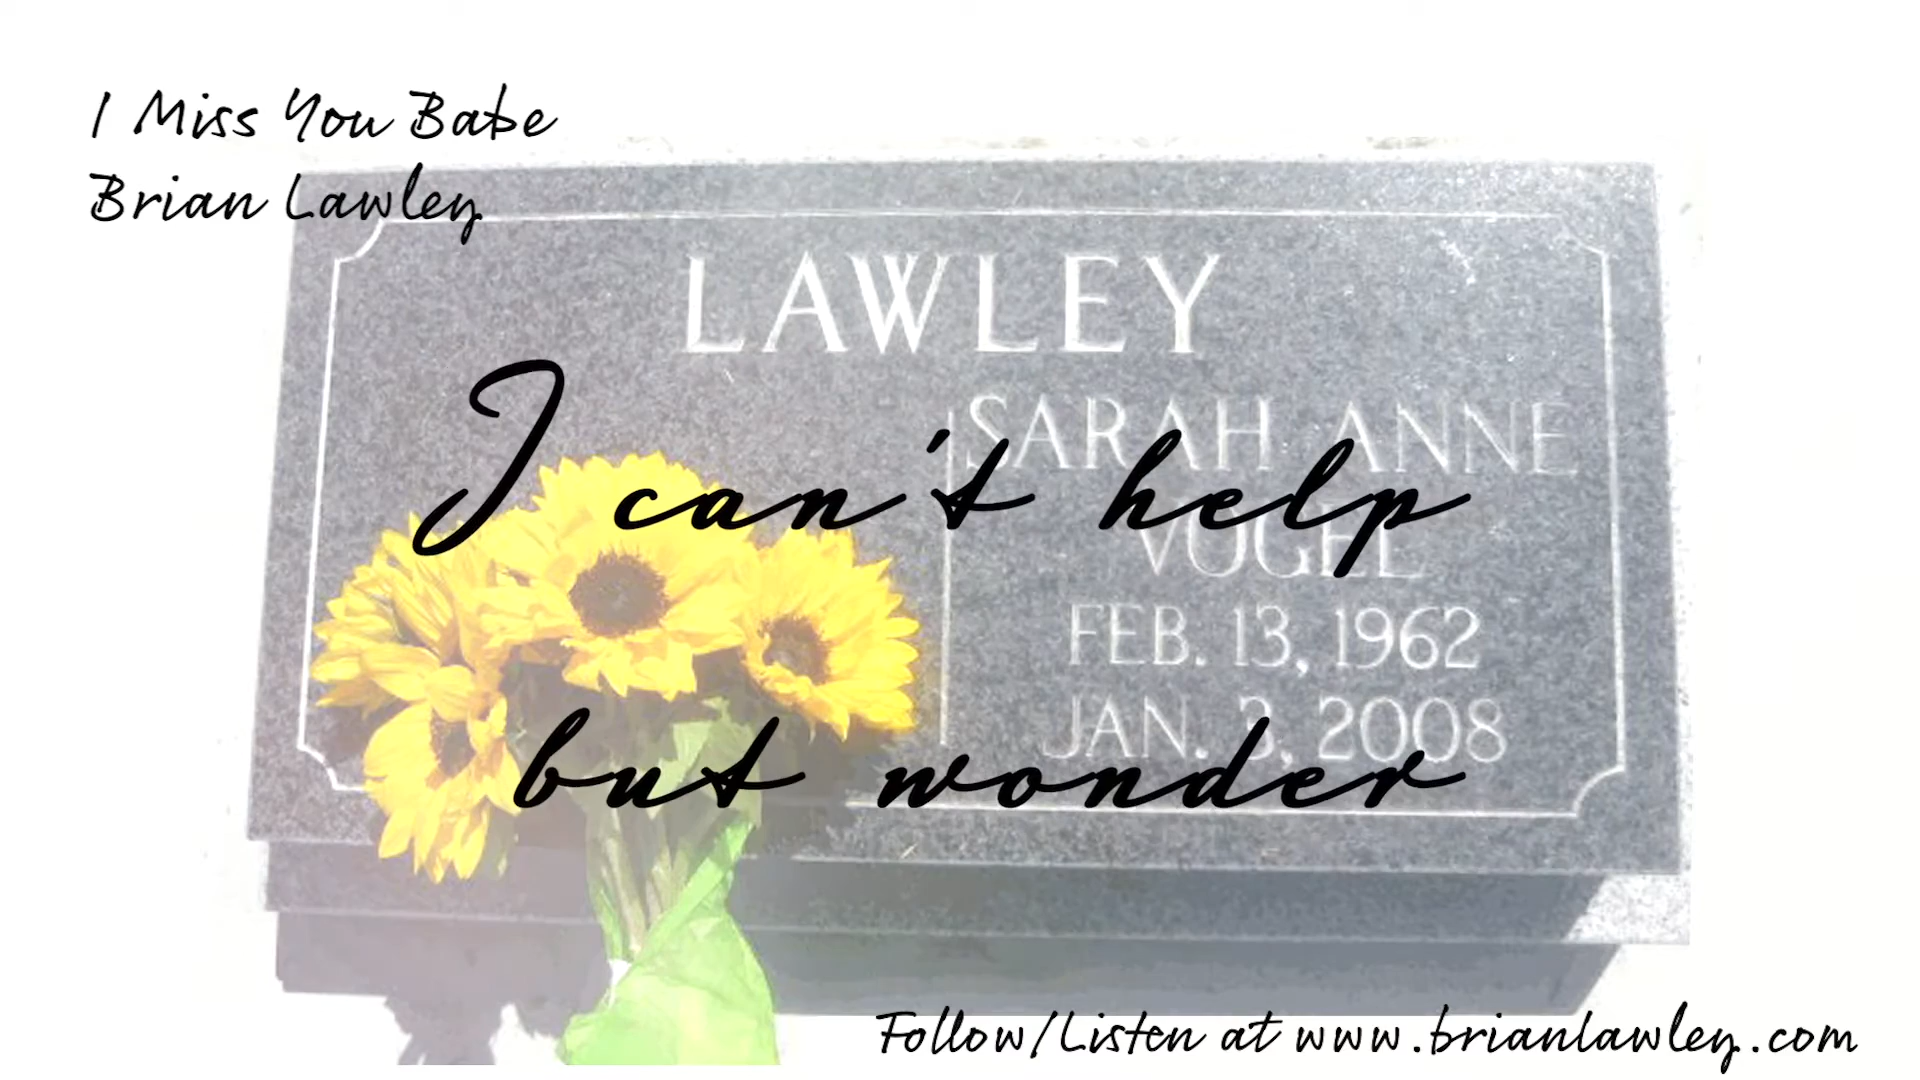 I Miss You Babe
Brian Lawley
LAWLEY
SARAH ANNE
VOGEL
FEB. 13, 1962
JAN. 3, 2008
I can't help
but wonder
Follow/Listen at www.brianlawley.com